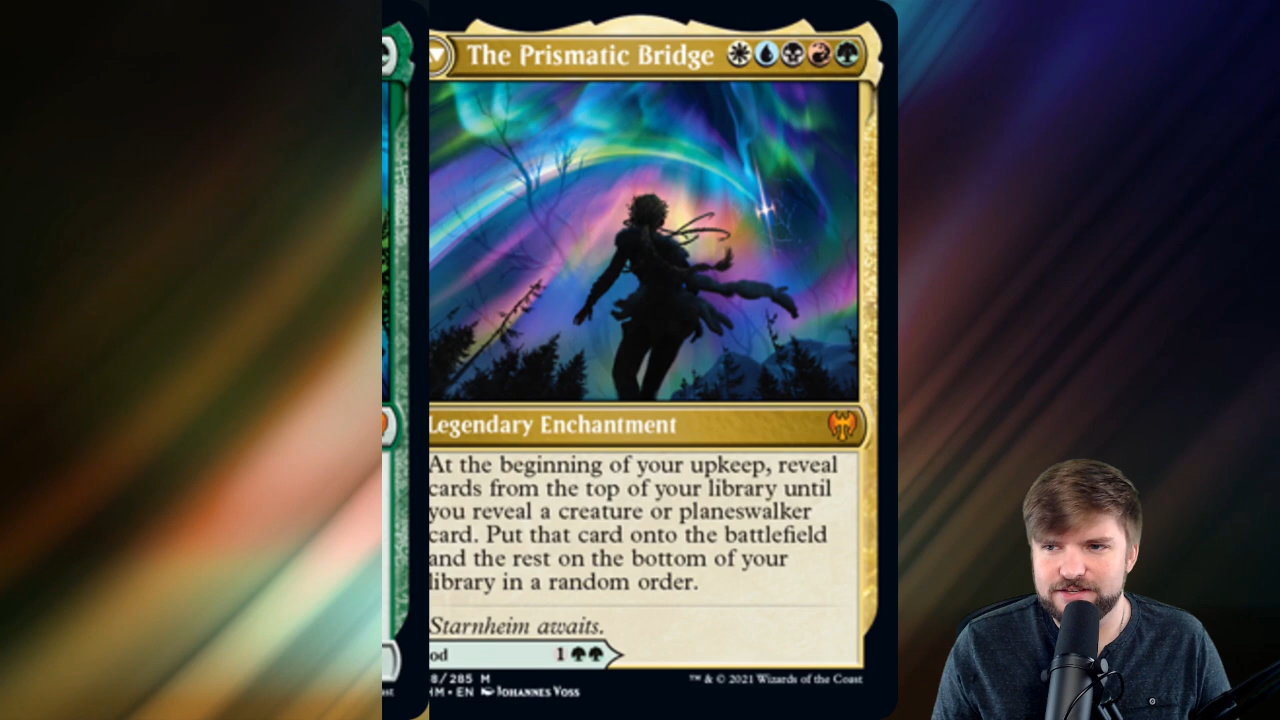 The Prismatic Bridge
Legendary Enchantment
At the beginning of your upkeep, reveal
cards from the top of your library until
you reveal a creature or planeswalker
card. Put that card onto the battlefield
and the rest on the bottom of your
library in a random order.
Starnheim awaits.
od 1
8/285 M
HM • EN Johannes Voss
™ & © 2021 Wizards of the Coast